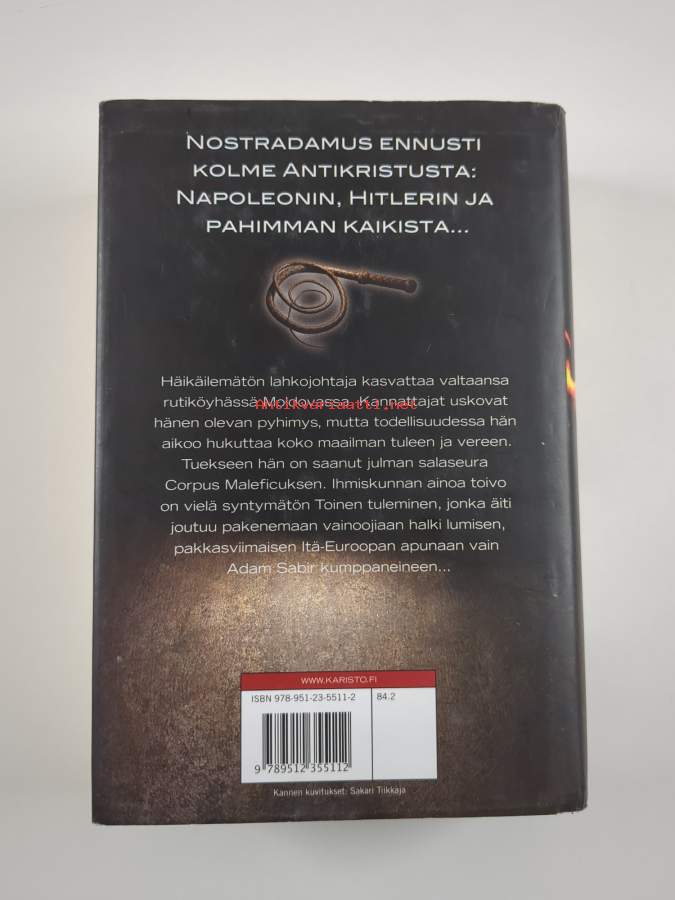 NOSTRADAMUS ENNUSTI
KOLME ANTIKRISTUSTA:
NAPOLEONIN, HITLERIN JA
PAHIMMAN KAIKISTA...
Häikäilemätön lahkojohtaja kasvattaa valtaansa
rutiköyhässä Moldovassa. Kannattajat uskovat
Antikvariaatti.net
hänen olevan pyhimys, mutta todellisuudessa hän
aikoo hukuttaa koko maailman tuleen ja vereen.
Tuekseen hän on saanut julman salaseura
Corpus Maleficuksen. Ihmiskunnan ainoa toivo
on vielä syntymätön Toinen tuleminen, jonka äiti
joutuu pakenemaan vainoojiaan halki lumisen,
pakkasviimaisen Itä-Euroopan apunaan vain
Adam Sabir kumppaneineen...
WWW.KARISTO.FI
ISBN 978-951-23-5511-2
84.2
9 789512 355112
Kannen kuvitukset: Sakari Tiikkaja